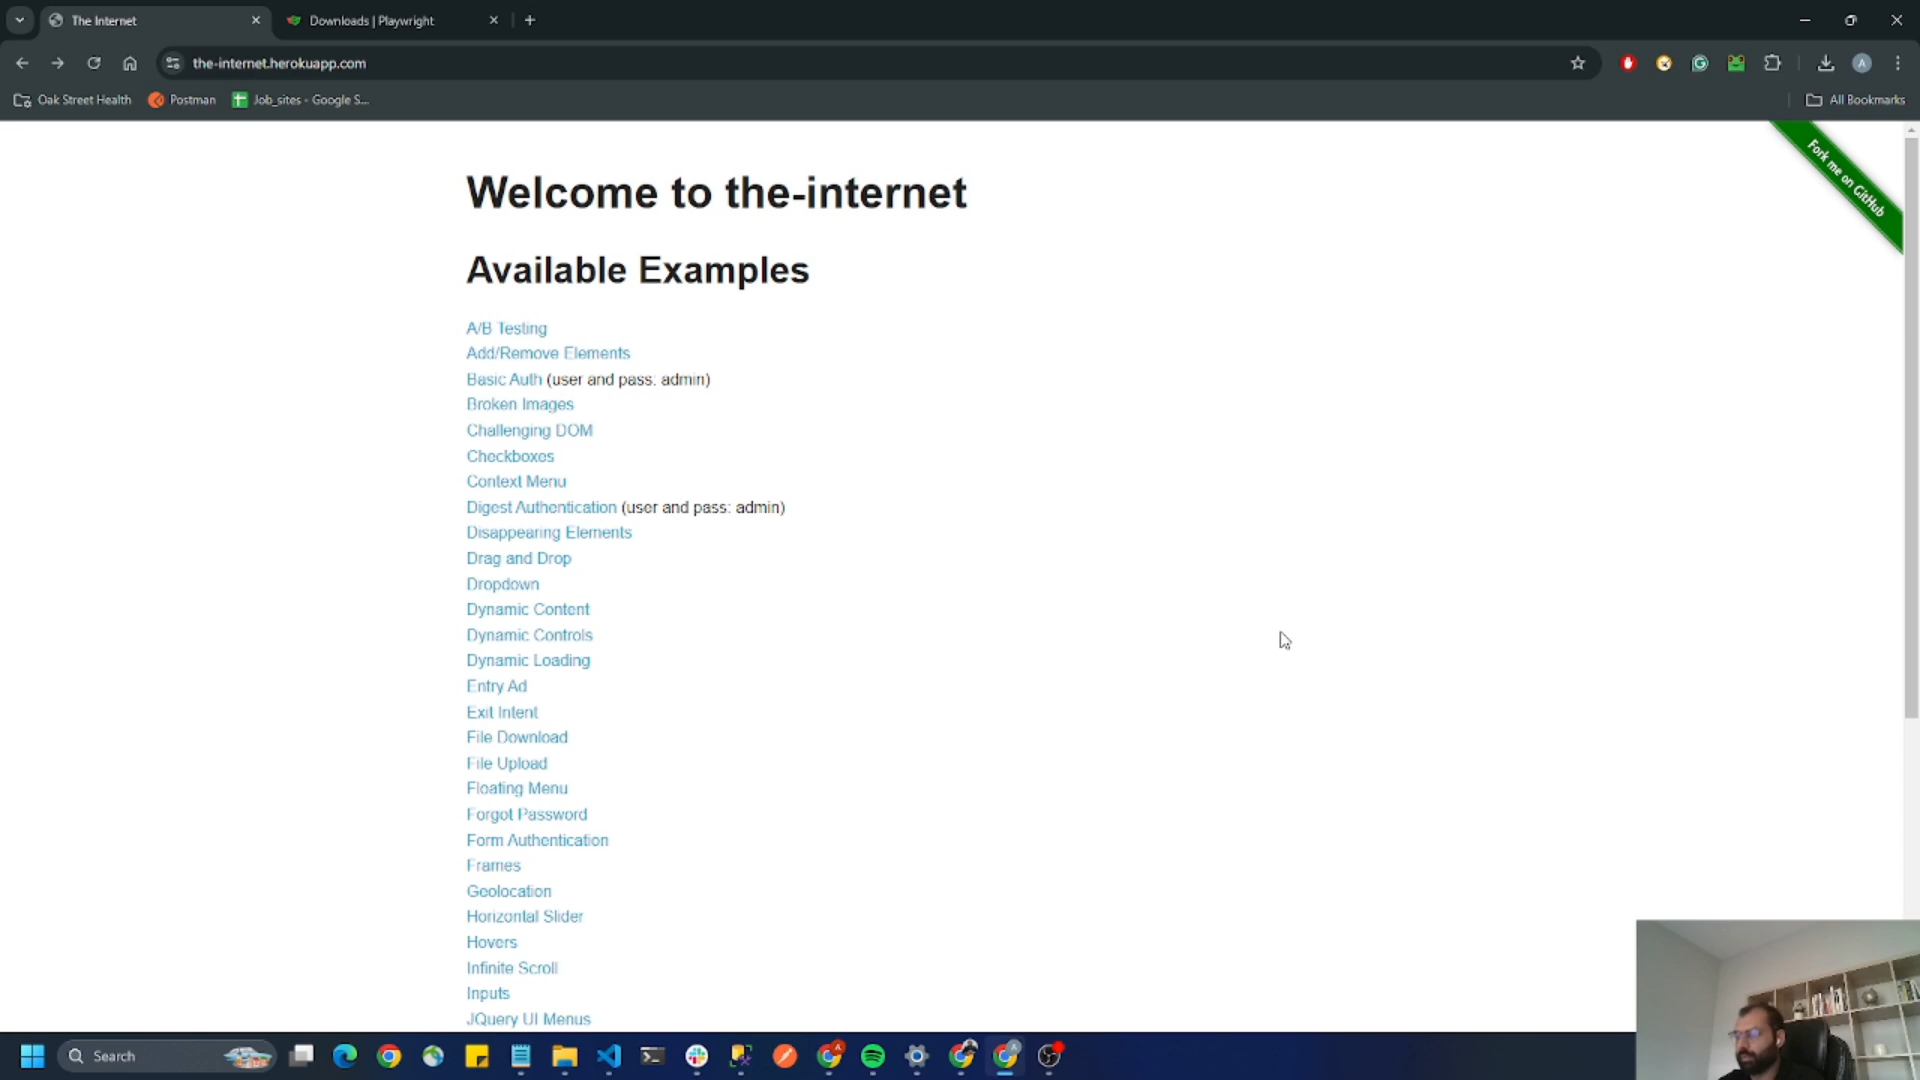 The Internet
Downloads | Playwright
the-internet.herokuapp.com
Oak Street Health
Postman
Job_sites - Google S...
All Bookmarks
Fork me on GitHub
Welcome to the-internet
Available Examples
A/B Testing
Add/Remove Elements
Basic Auth (user and pass: admin)
Broken Images
Challenging DOM
Checkboxes
Context Menu
Digest Authentication (user and pass: admin)
Disappearing Elements
Drag and Drop
Dropdown
Dynamic Content
Dynamic Controls
Dynamic Loading
Entry Ad
Exit Intent
File Download
File Upload
Floating Menu
Forgot Password
Form Authentication
Frames
Geolocation
Horizontal Slider
Hovers
Infinite Scroll
Inputs
JQuery UI Menus
Search